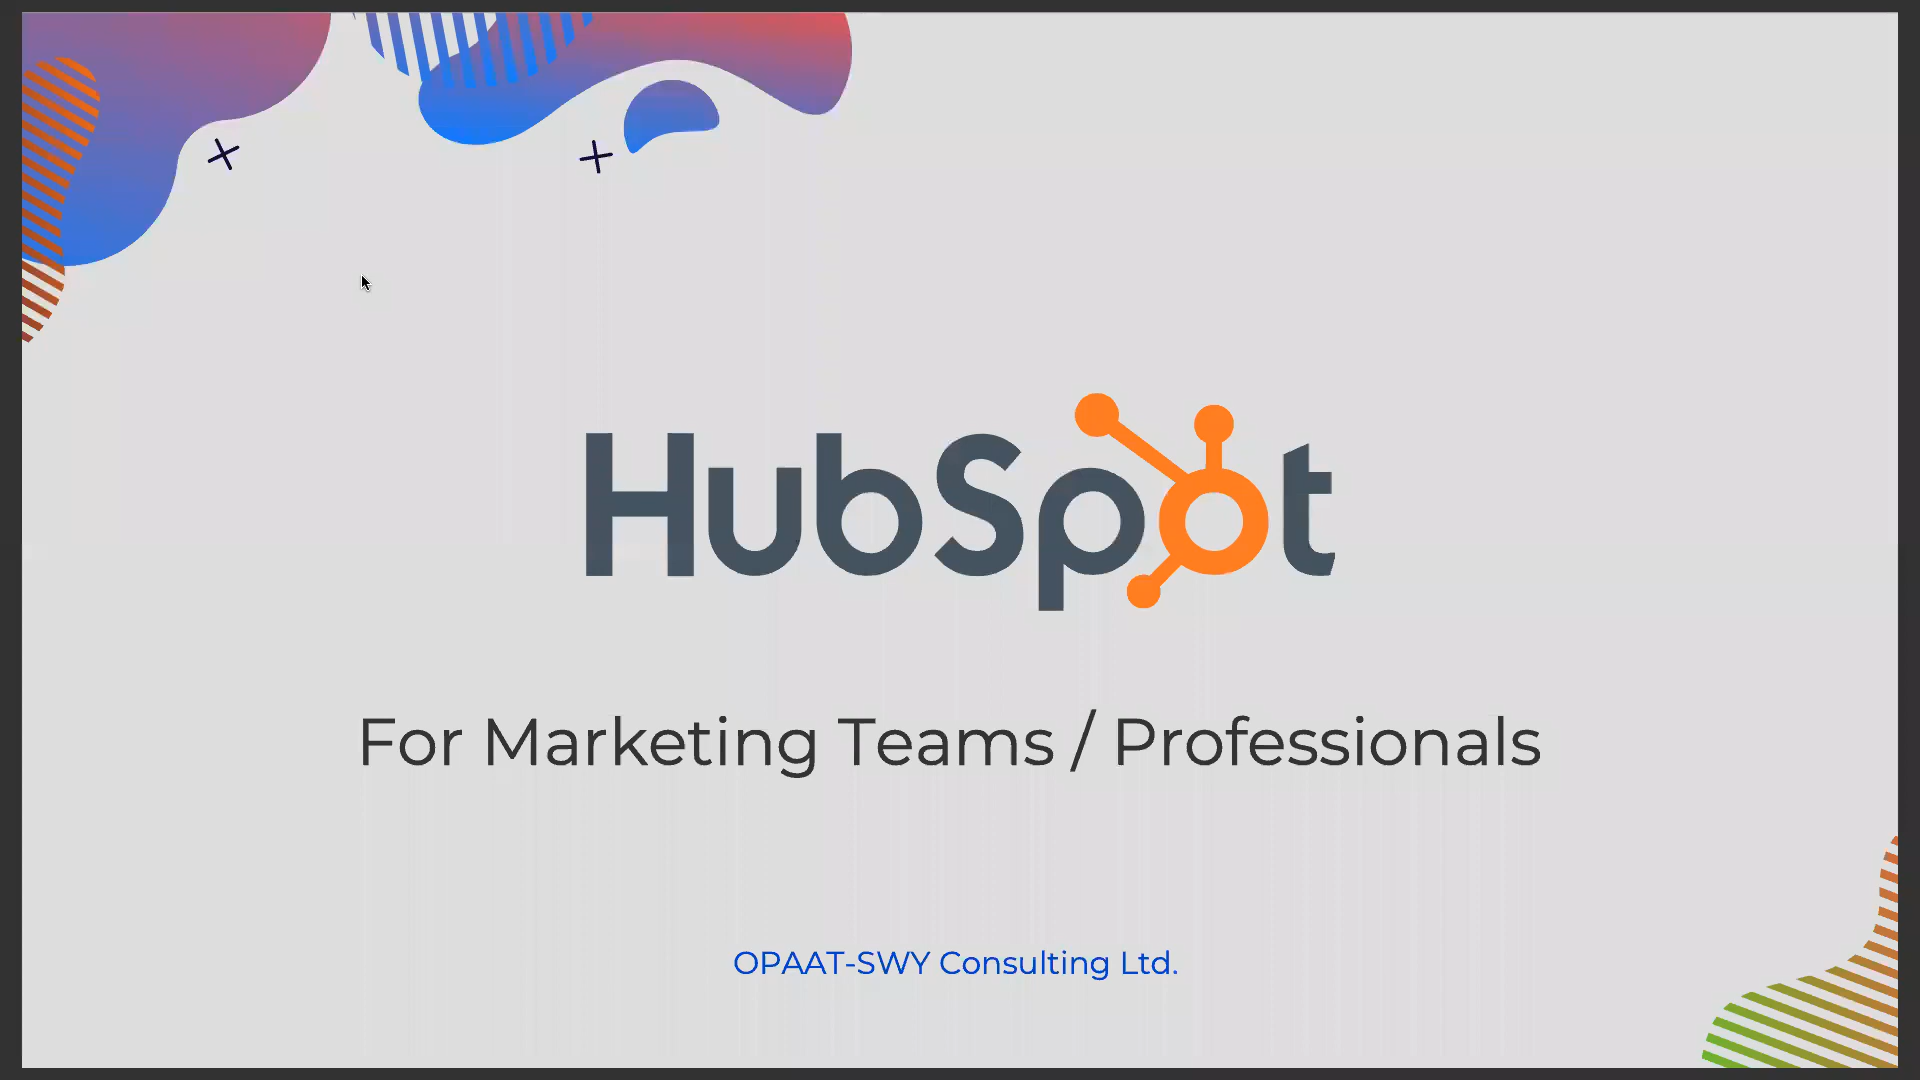 HubSpot
For Marketing Teams / Professionals
OPAAT-SWY Consulting Ltd.